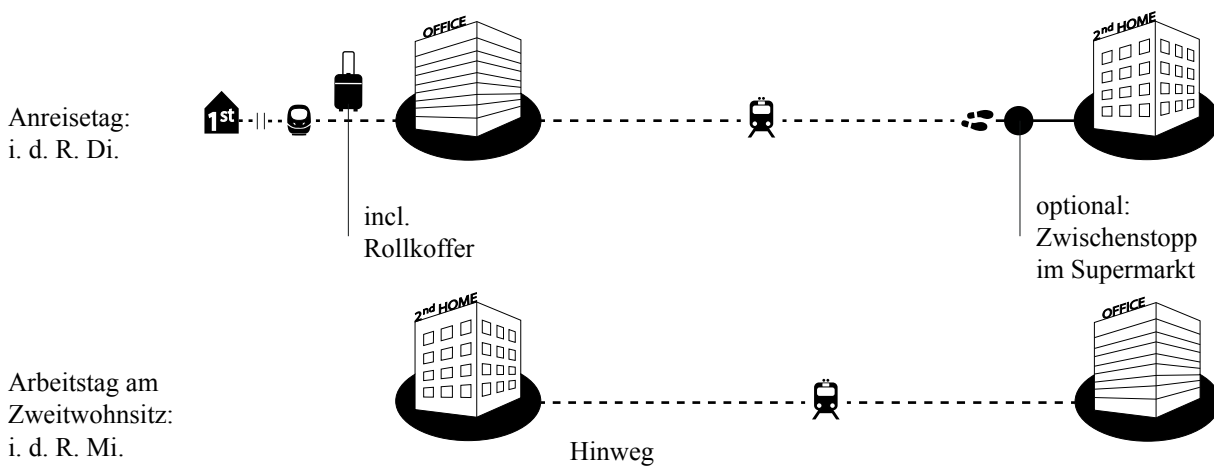 OFFICE
2nd HOME
1st
Anreisetag:
i. d. R. Di.
incl.
Rollkoffer
optional:
Zwischenstopp
im Supermarkt
2nd HOME
OFFICE
Arbeitstag am
Zweitwohnsitz:
i. d. R. Mi.
Hinweg